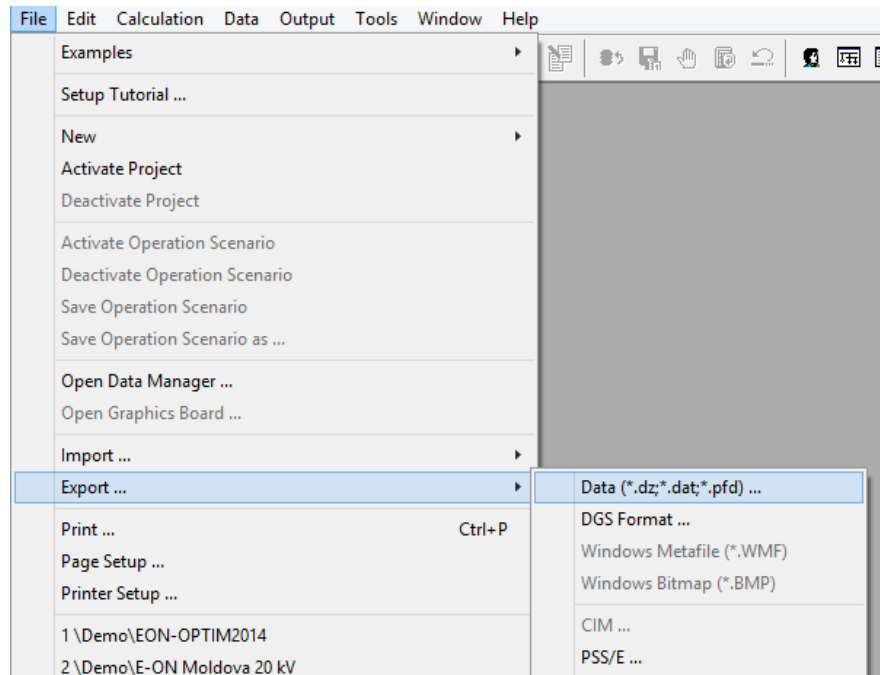 File Edit Calculation Data Output Tools Window Help
Examples
Setup Tutorial ...
New
Activate Project
Deactivate Project
Activate Operation Scenario
Deactivate Operation Scenario
Save Operation Scenario
Save Operation Scenario as ...
Open Data Manager ...
Open Graphics Board ...
Import ...
Export ...
Print ... Ctrl+P
Page Setup ...
Printer Setup ...
1 \Demo\EON-OPTIM2014
2 \Demo\E-ON Moldova 20 kV
Data (*.dz;*.dat;*.pfd) ...
DGS Format ...
Windows Metafile (*.WMF)
Windows Bitmap (*.BMP)
CIM ...
PSS/E ...